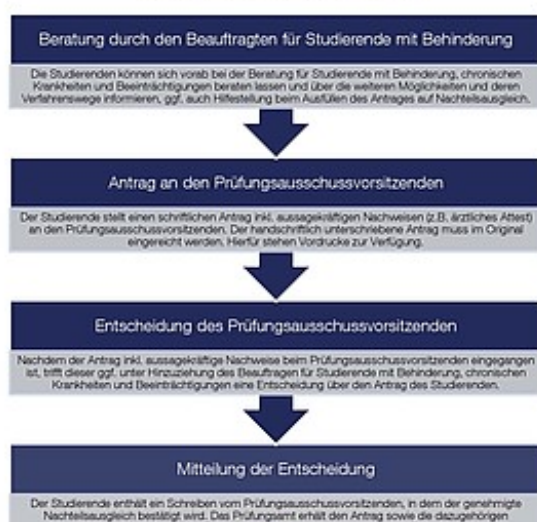 Beratung durch den Beauftragten für Studierende mit Behinderung
Die Studierenden können sich vorab bei der Beratung für Studierende mit Behinderung, chronischen
Krankheiten und Beeinträchtigungen beraten lassen und über die weiteren Möglichkeiten und deren
Verfahrenswege informieren, ggf. auch Hilfestellung beim Ausfüllen des Antrages auf Nachteilsausgleich.
Antrag an den Prüfungsausschussvorsitzenden
Der Studierende stellt einen schriftlichen Antrag inkl. aussagekräftigen Nachweisen (z.B. ärztliches Attest)
an den Prüfungsausschussvorsitzenden. Der handschriftlich unterschriebene Antrag muss im Original
eingereicht werden. Hierfür stehen Vordrucke zur Verfügung.
Entscheidung des Prüfungsausschussvorsitzenden
Nachdem der Antrag inkl. aussagekräftige Nachweise beim Prüfungsausschussvorsitzenden eingegangen
ist, trifft dieser ggf. unter Hinzuziehung des Beauftragten für Studierende mit Behinderung, chronischen
Krankheiten und Beeinträchtigungen eine Entscheidung über den Antrag des Studierenden.
Mitteilung der Entscheidung
Der Studierende enthält ein Schreiben vom Prüfungsausschussvorsitzenden, in dem der genehmigte
Nachteilsausgleich bestätigt wird. Das Prüfungsamt erhält den Antrag sowie die dazugehörigen